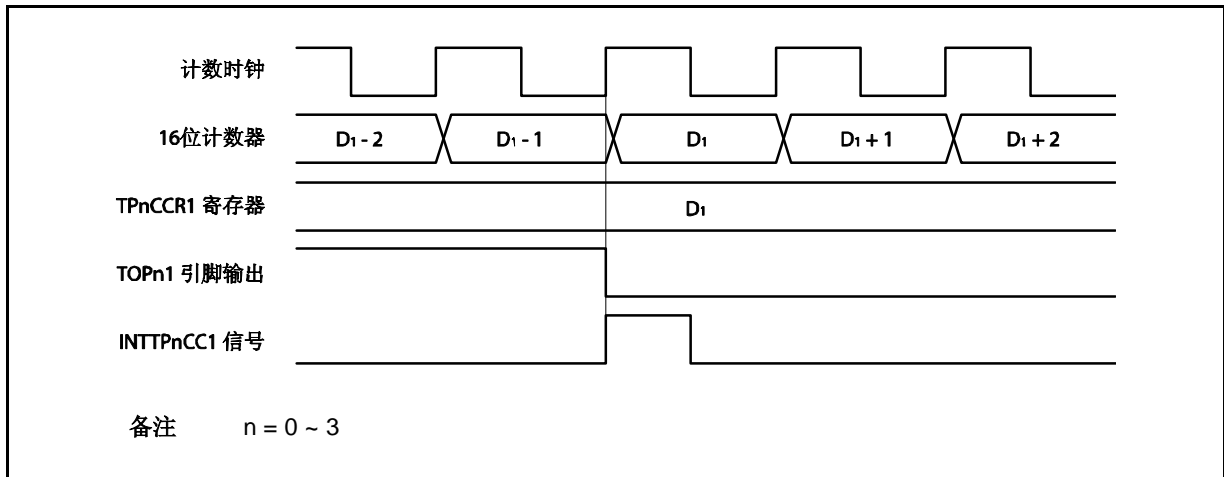 计数时钟
16位计数器 D1 - 2 D1 - 1 D1 D1 + 1 D1 + 2
TPnCCR1 寄存器 D1
TOPn1 引脚输出
INTTPnCC1 信号
备注 n = 0 ~ 3